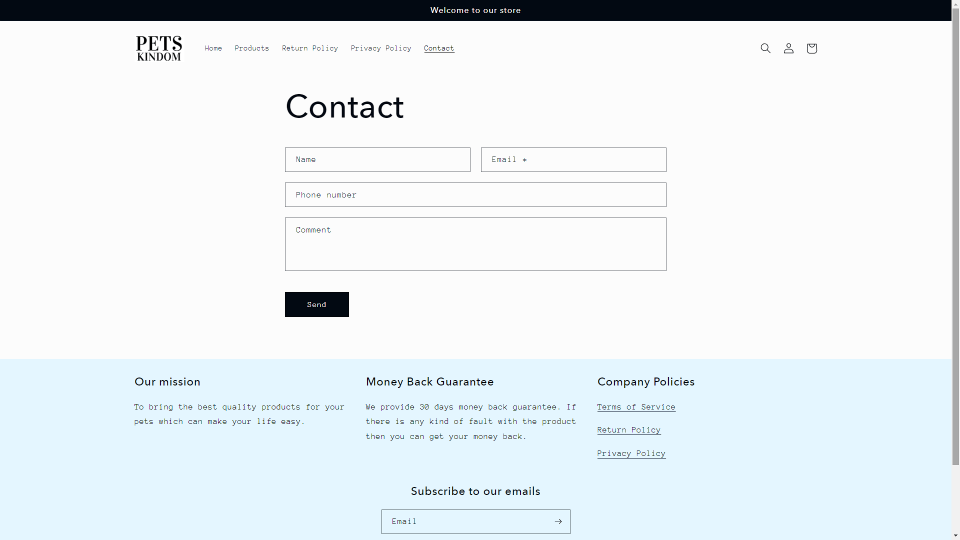 Welcome to our store
PETS
KINDOM
Home Products Return Policy Privacy Policy Contact
Contact
Name
Email *
Phone number
Comment
Send
Our mission
To bring the best quality products for your
pets which can make your life easy.
Money Back Guarantee
We provide 30 days money back guarantee. If
there is any kind of fault with the product
then you can get your money back.
Company Policies
Terms of Service
Return Policy
Privacy Policy
Subscribe to our emails
Email